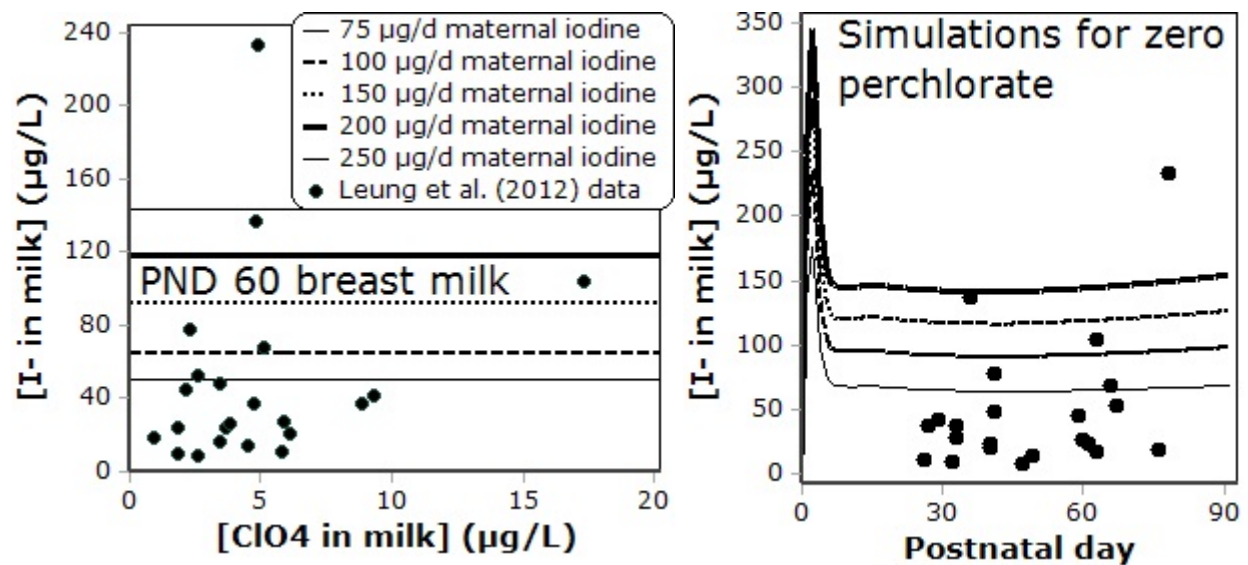 240
200
160
120
80
40
0
[I- in milk] (µg/L)
75 µg/d maternal iodine
100 µg/d maternal iodine
150 µg/d maternal iodine
200 µg/d maternal iodine
250 µg/d maternal iodine
Leung et al. (2012) data
PND 60 breast milk
0 5 10 15 20
[ClO4 in milk] (µg/L)
350
300
250
200
150
100
50
0
[I- in milk] (µg/L)
Simulations for zero
perchlorate
0 30 60 90
Postnatal day